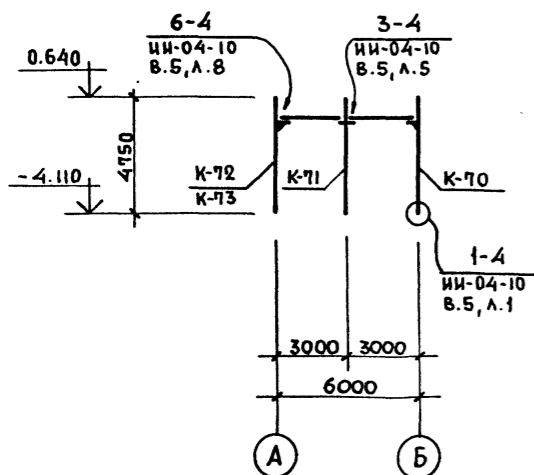 6-4
ИИ-04-10
В.5, Л.8
3-4
ИИ-04-10
В.5, Л.5
0.640
4750
-4.110
К-72
К-73
К-71
К-70
1-4
ИИ-04-10
В.5, Л.1
3000
3000
6000
А
Б